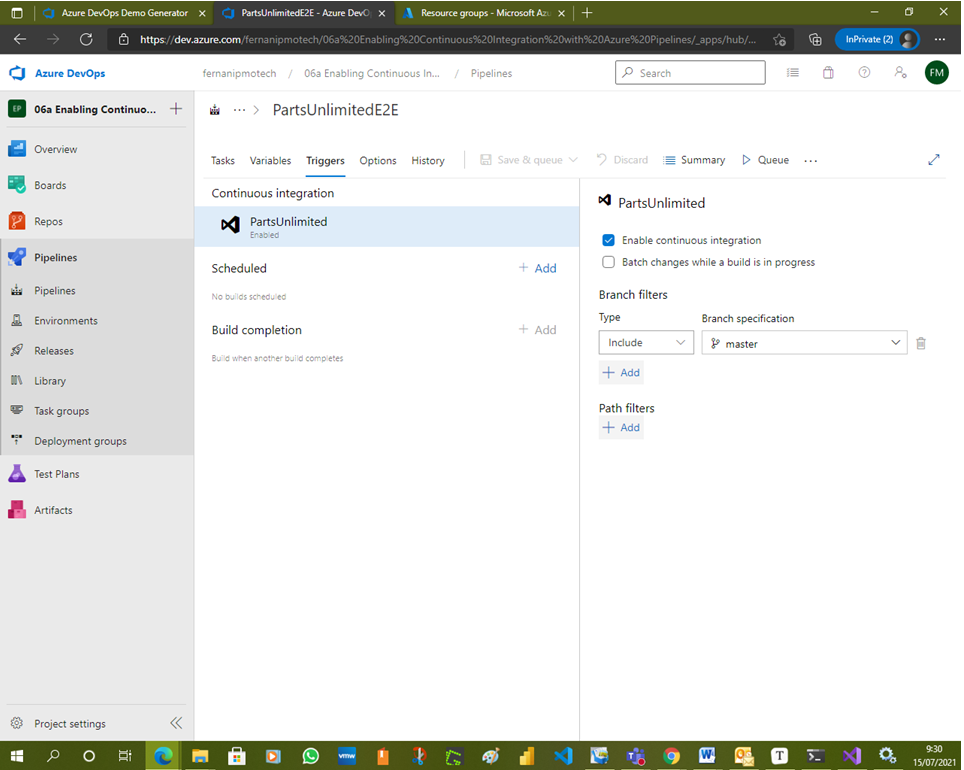 Azure DevOps Demo Generator
PartsUnlimitedE2E - Azure DevO
Resource groups - Microsoft Azu
https://dev.azure.com/fernanipmotech/06a%20Enabling%20Continuous%20Integration%20with%20Azure%20Pipelines/_apps/hub/...
InPrivate (2)
Azure DevOps
fernanipmotech / 06a Enabling Continuous In... / Pipelines
Search
FM
EP 06a Enabling Continuo... +
PartsUnlimitedE2E
Overview
Boards
Repos
Pipelines
Pipelines
Environments
Releases
Library
Task groups
Deployment groups
Test Plans
Artifacts
Project settings
Tasks Variables Triggers Options History Save & queue Discard Summary Queue ...
Continuous integration
PartsUnlimited
Enabled
Scheduled
+ Add
No builds scheduled
Build completion
+ Add
Build when another build completes
PartsUnlimited
Enable continuous integration
Batch changes while a build is in progress
Branch filters
Type Branch specification
Include master
+ Add
Path filters
+ Add
vmw
9:30
15/07/2021